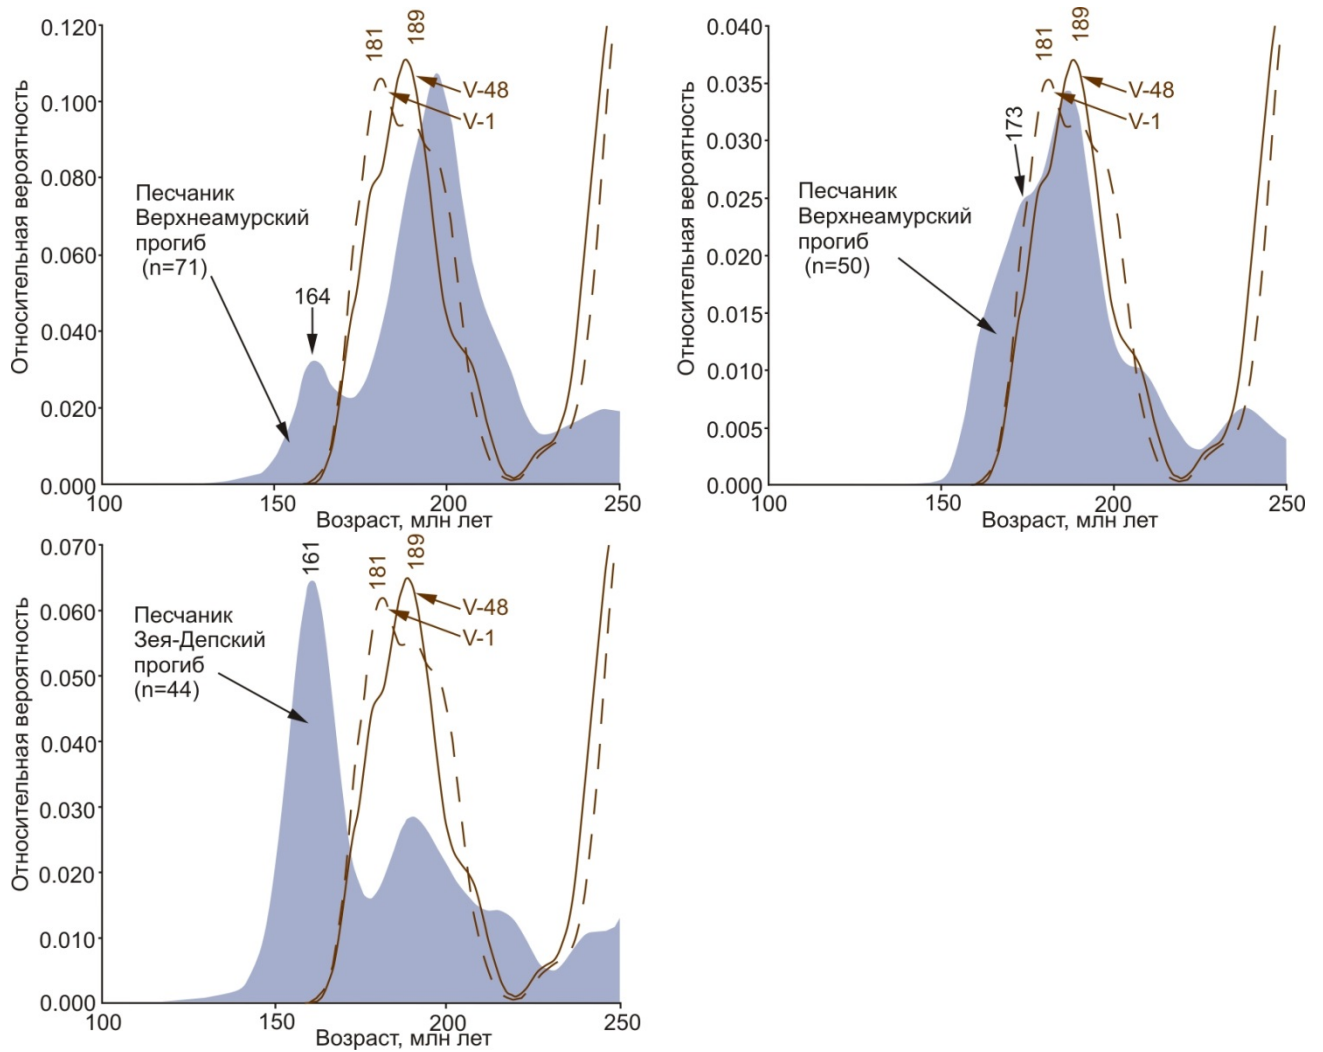 0.120
0.100
0.080
0.060
0.040
0.020
0.000
100
150
200
250
Относительная вероятность
Возраст, млн лет
181
189
V-48
V-1
Песчаник
Верхнеамурский
прогиб
(n=71)
164
0.040
0.035
0.030
0.025
0.020
0.015
0.010
0.005
0.000
100
150
200
250
Относительная вероятность
Возраст, млн лет
181
189
V-48
V-1
173
Песчаник
Верхнеамурский
прогиб
(n=50)
0.070
0.060
0.050
0.040
0.030
0.020
0.010
0.000
100
150
200
250
Относительная вероятность
Возраст, млн лет
161
181
189
V-48
V-1
Песчаник
Зея-Депский
прогиб
(n=44)